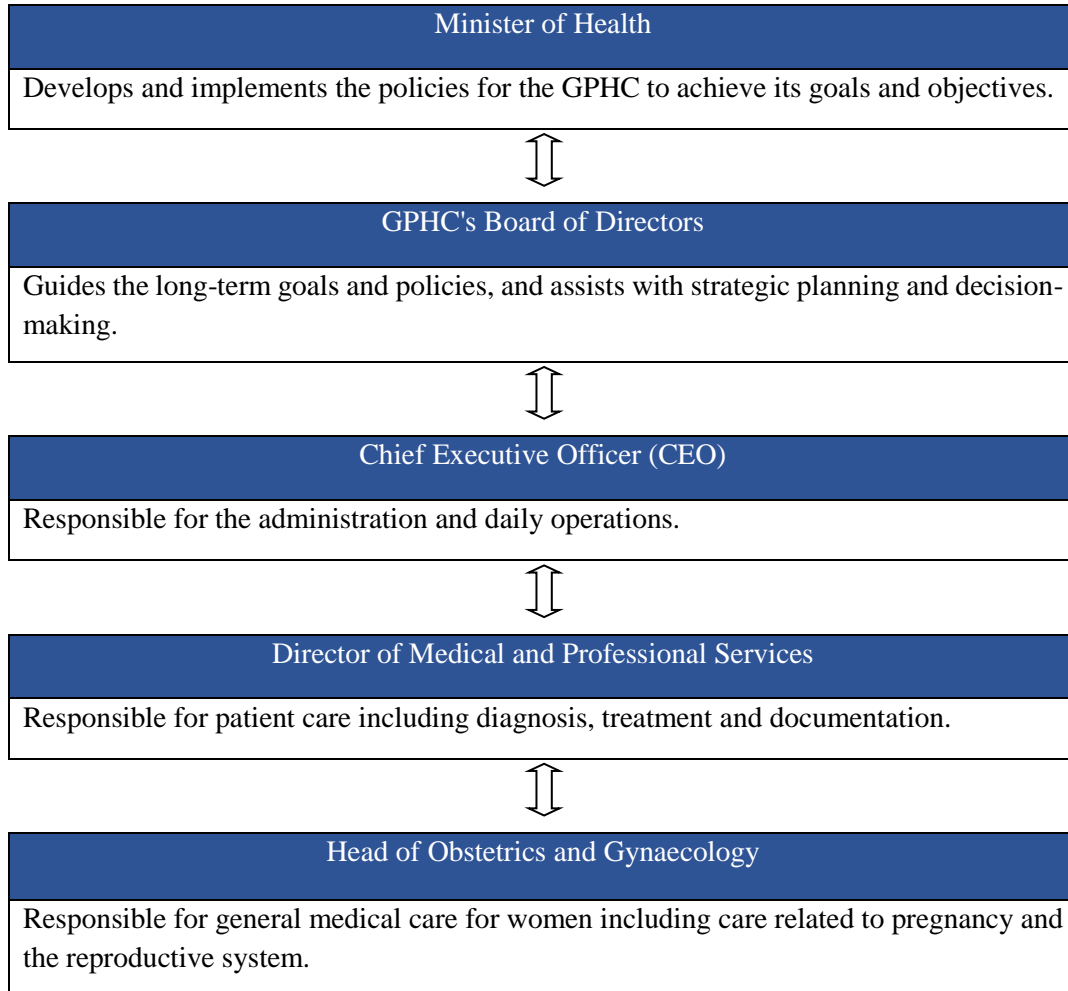 Minister of Health
Develops and implements the policies for the GPHC to achieve its goals and objectives.
GPHC's Board of Directors
Guides the long-term goals and policies, and assists with strategic planning and decision-
making.
Chief Executive Officer (CEO)
Responsible for the administration and daily operations.
Director of Medical and Professional Services
Responsible for patient care including diagnosis, treatment and documentation.
Head of Obstetrics and Gynaecology
Responsible for general medical care for women including care related to pregnancy and
the reproductive system.